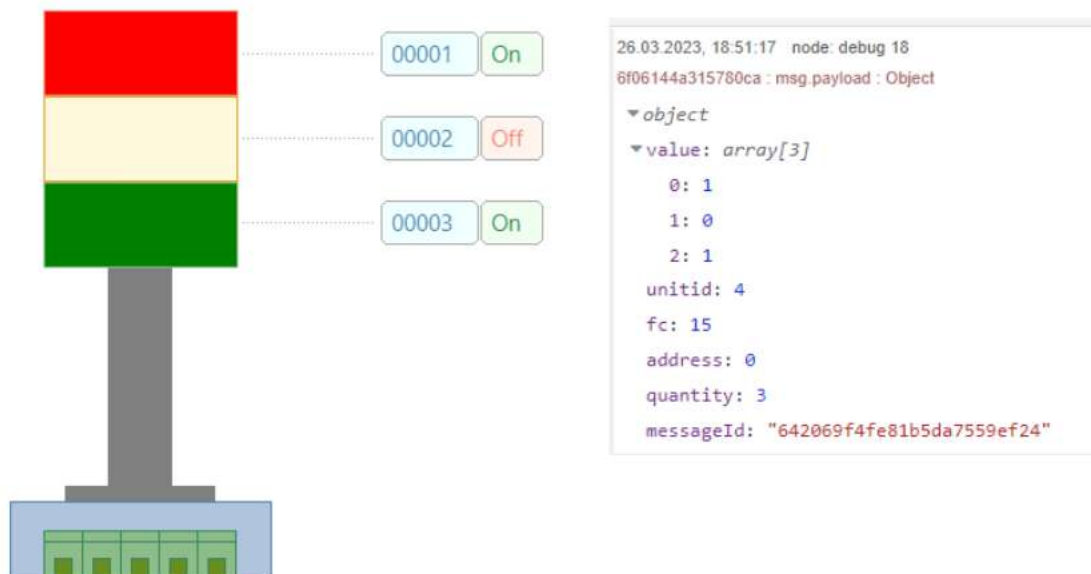 00001 On
00002 Off
00003 On
26.03.2023, 18:51:17 node: debug 18
6f06144a315780ca : msg.payload : Object
object
value: array[3]
0: 1
1: 0
2: 1
unitid: 4
fc: 15
address: 0
quantity: 3
messageId: "642069f4fe81b5da7559ef24"